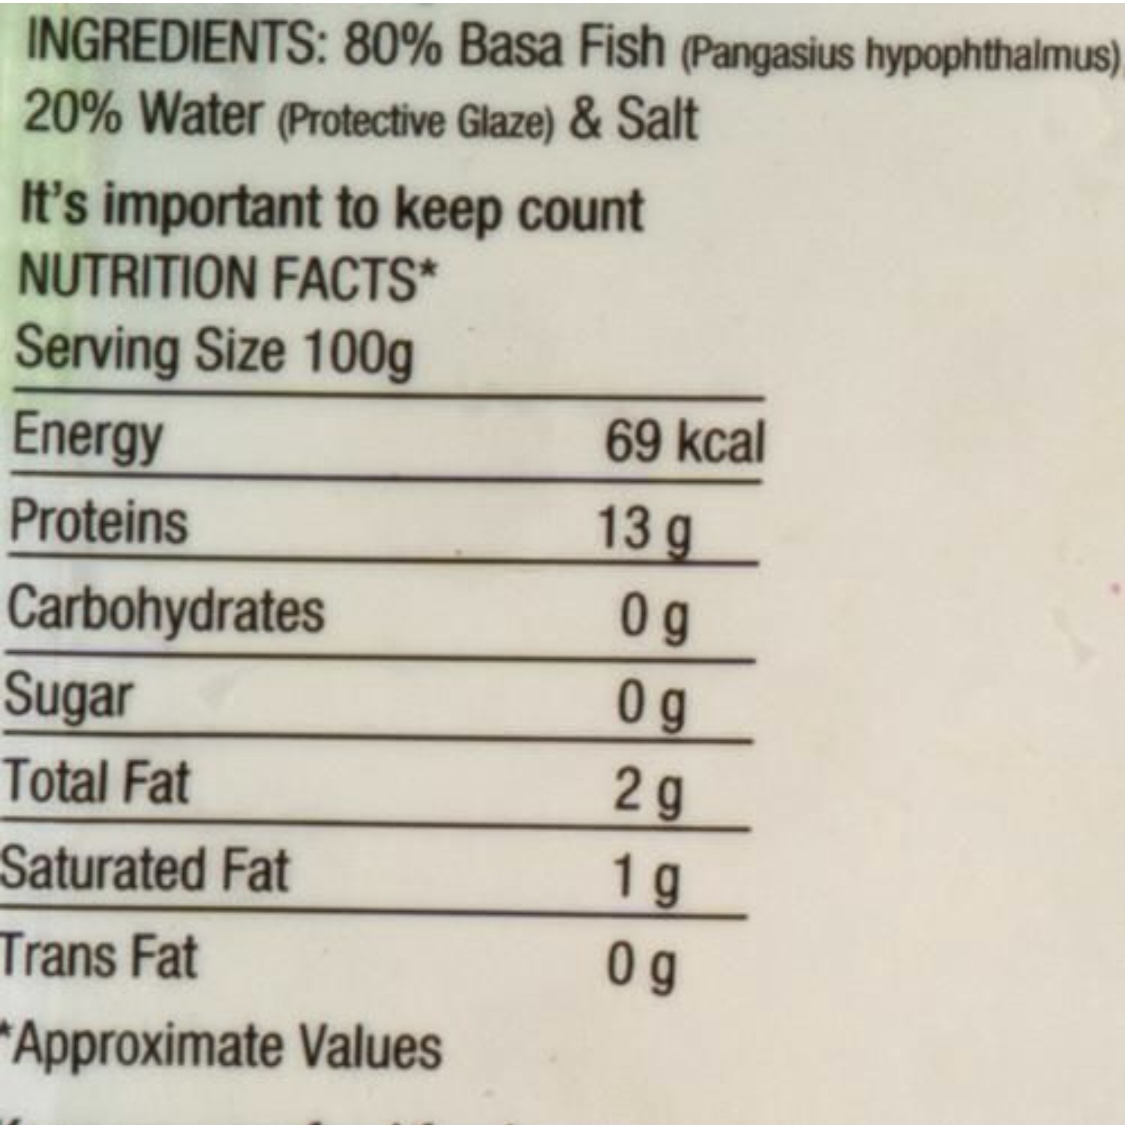 INGREDIENTS: 80% Basa Fish (Pangasius hypophthalmus),
20% Water (Protective Glaze) & Salt
It's important to keep count
NUTRITION FACTS*
Serving Size 100g
Energy 69 kcal
Proteins 13 g
Carbohydrates 0 g
Sugar 0 g
Total Fat 2 g
Saturated Fat 1 g
Trans Fat 0 g
*Approximate Values